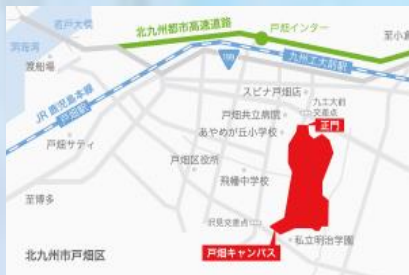 若戸大橋
北九州都市高速道路
戸畑インター
至小倉
洞海湾
渡船場
199
九州工大前駅
JR鹿児島本線
戸畑駅
スピナ戸畑店
九工大前
交差点
戸畑共立病院
正門
あやめが丘小学校
戸畑サティ
戸畑区役所
飛幡中学校
至博多
沢見交差点
私立明治学園
戸畑キャンパス
北九州市戸畑区